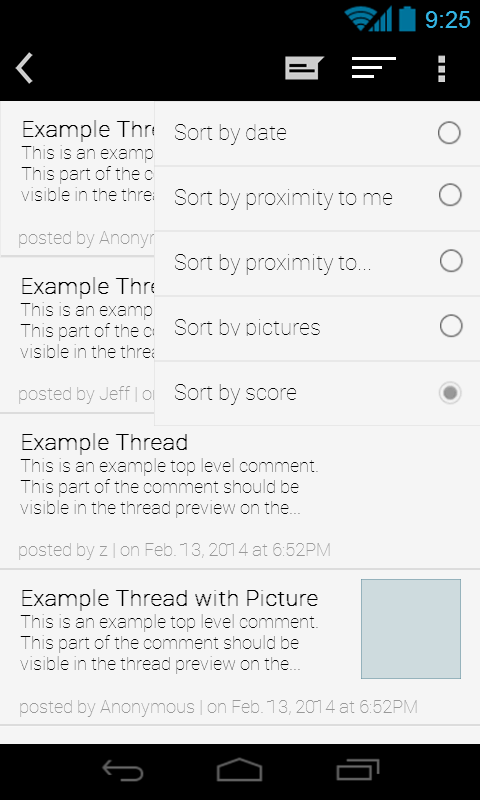 9:25
Sort by date
Sort by proximity to me
Sort by proximity to...
Sort by pictures
Sort by score
Example Thre
This is an examp
This part of the c
visible in the threa
posted by Anonyr
Example Thre
This is an examp
This part of the c
visible in the threa
posted by Jeff | o
Example Thread
This is an example top level comment.
This part of the comment should be
visible in the thread preview on the...
posted by z | on Feb. 13, 2014 at 6:52PM
Example Thread with Picture
This is an example top level comment.
This part of the comment should be
visible in the thread preview on the...
posted by Anonymous | on Feb. 13, 2014 at 6:52PM